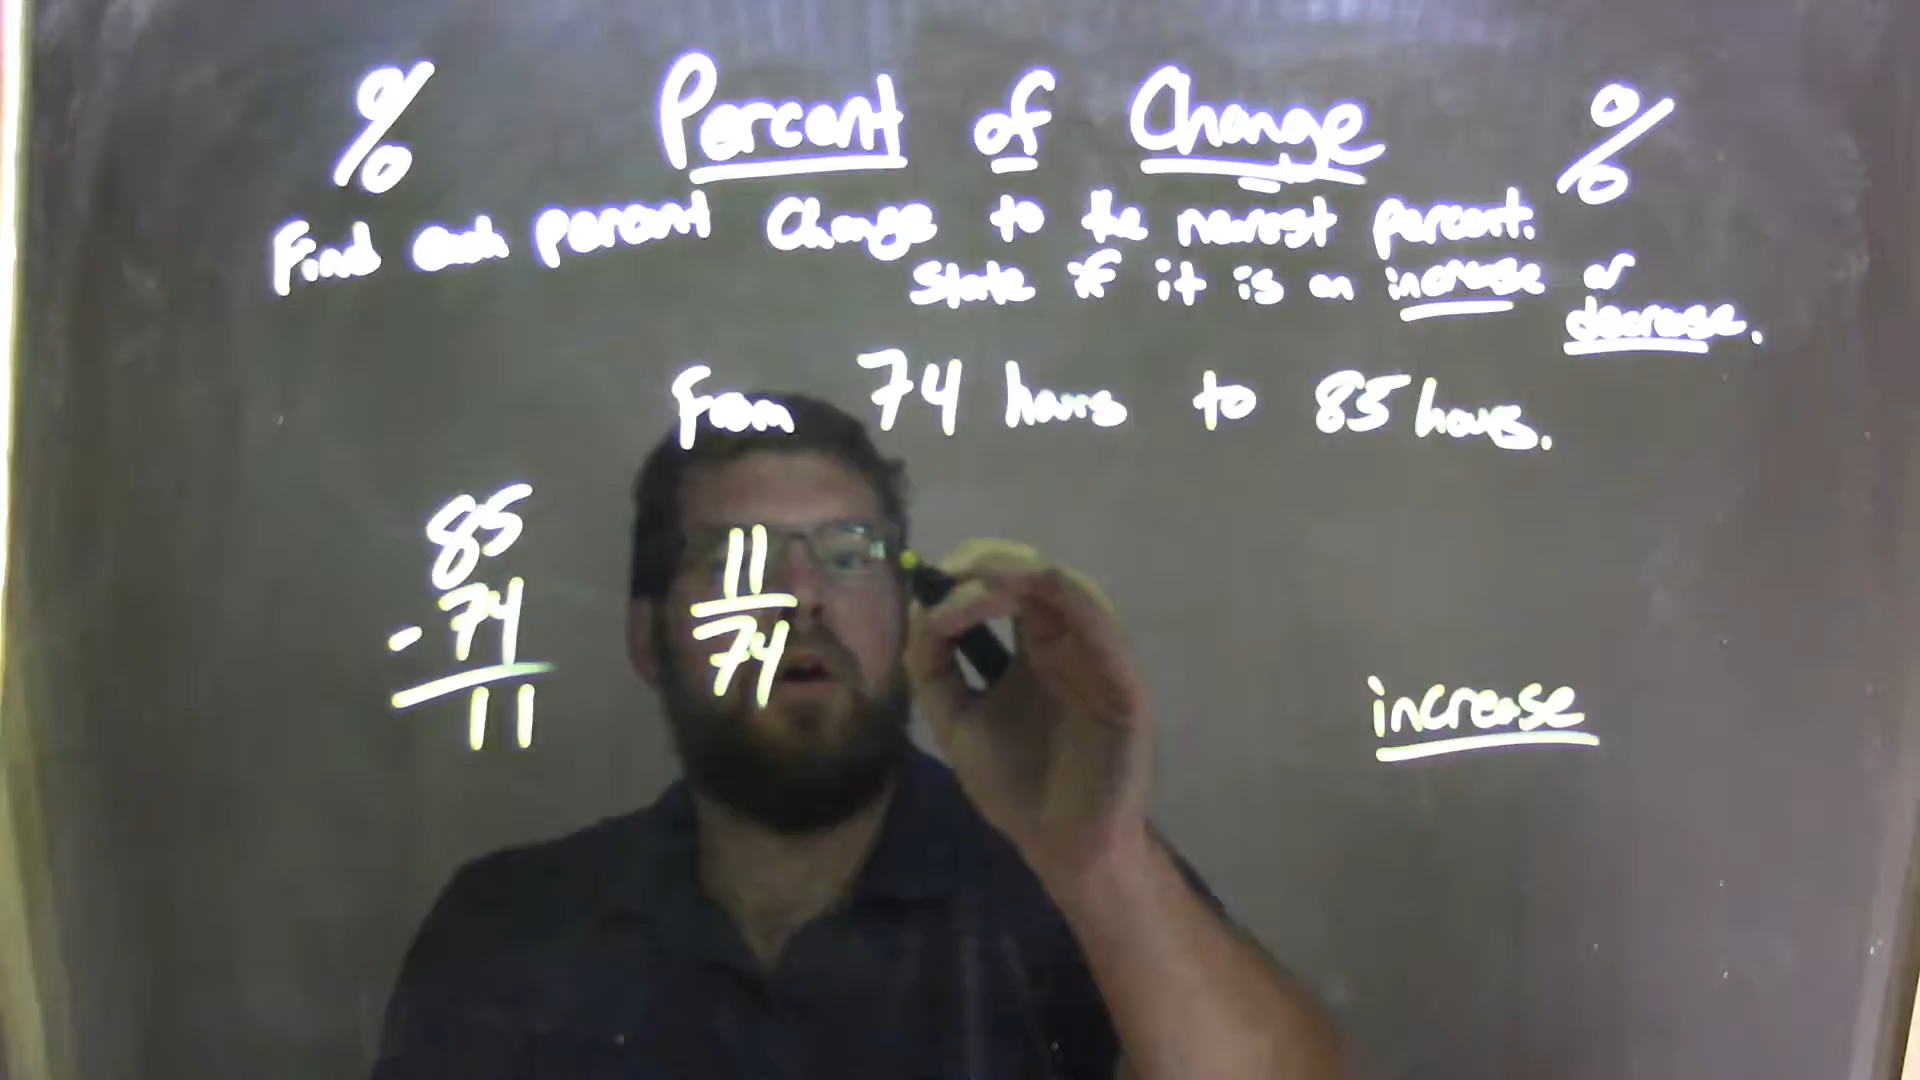 % Percent of Change %
Find each percent change to the nearest percent.
State if it is an increase or
decrease.
From 74 hours to 85 hours.
85
- 74
11
11
74
increase